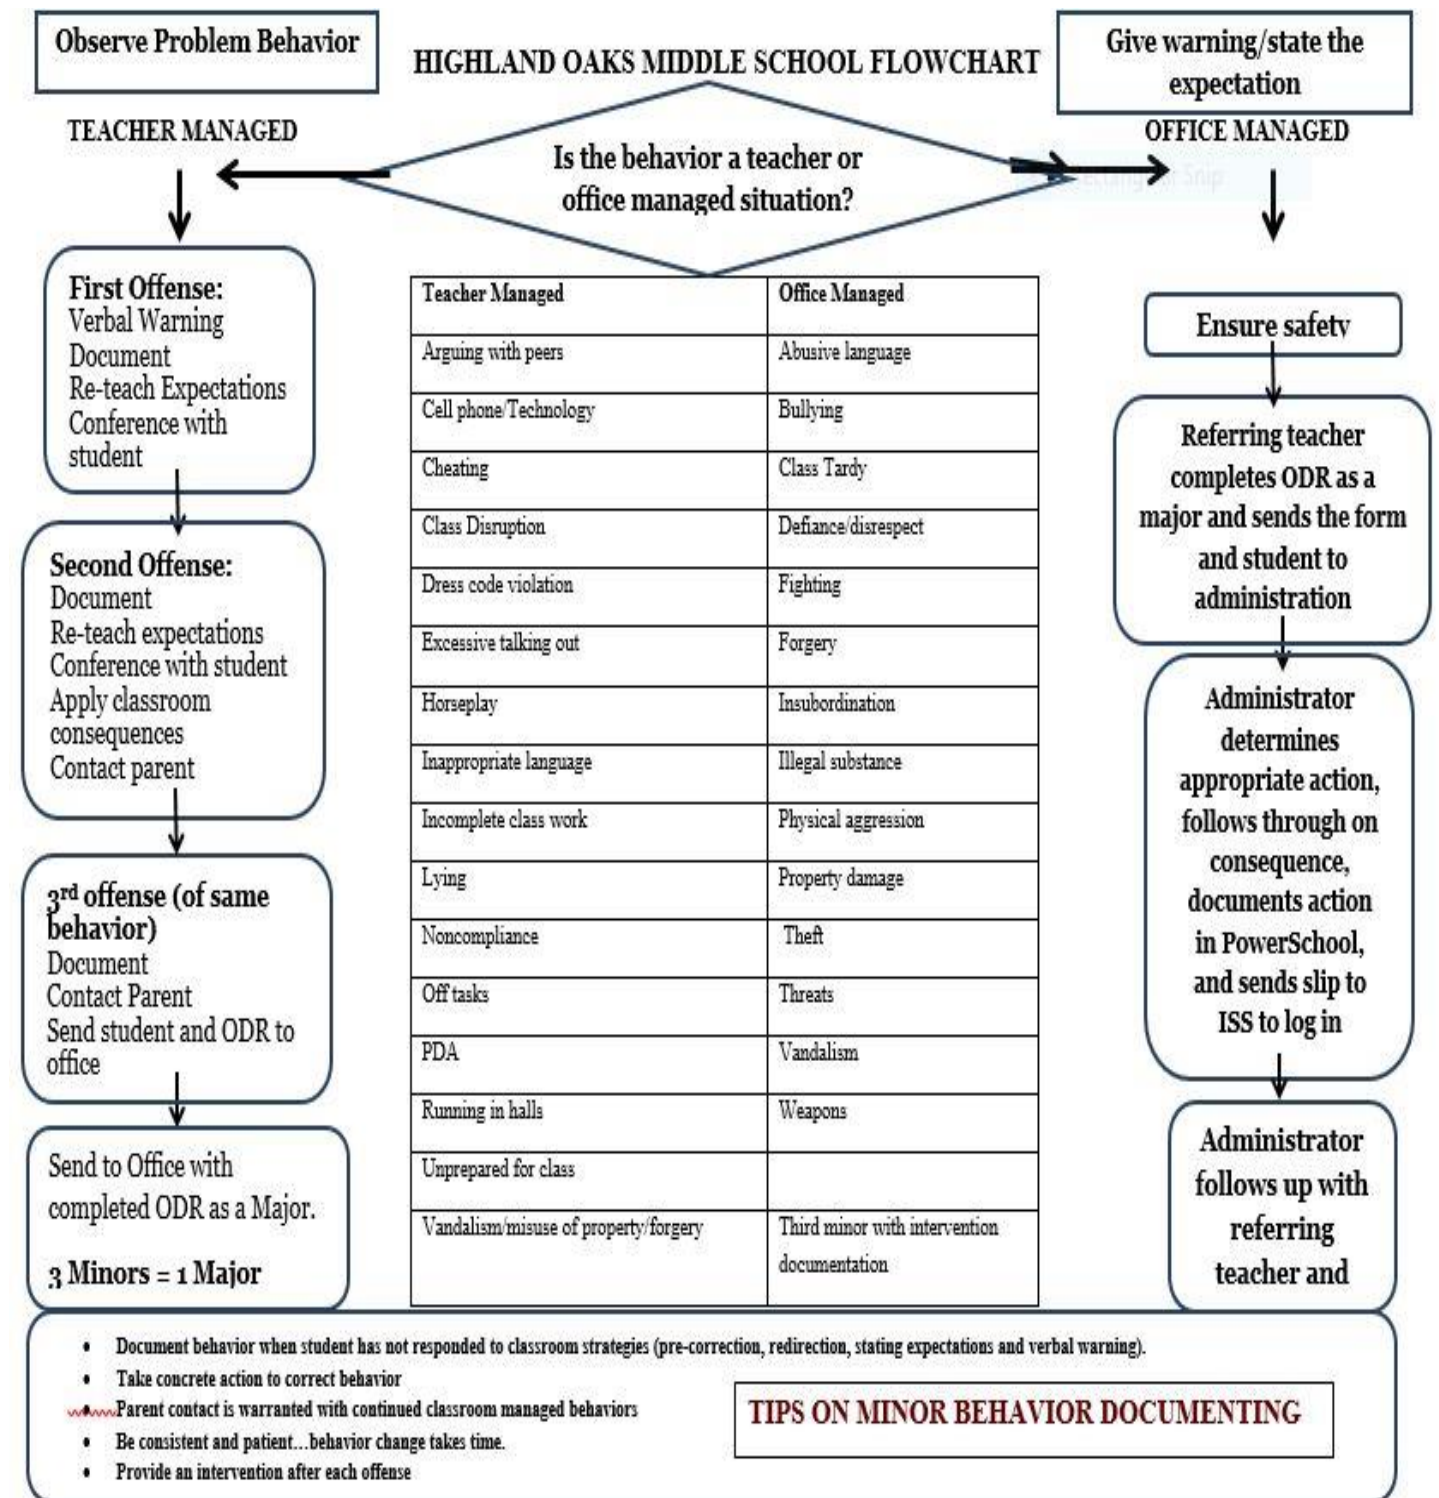 Observe Problem Behavior
HIGHLAND OAKS MIDDLE SCHOOL FLOWCHART
Give warning/state the
expectation
TEACHER MANAGED
OFFICE MANAGED
Is the behavior a teacher or
office managed situation?
First Offense:
Verbal Warning
Document
Re-teach Expectations
Conference with
student
Second Offense:
Document
Re-teach expectations
Conference with student
Apply classroom
consequences
Contact parent
3rd offense (of same
behavior)
Document
Contact Parent
Send student and ODR to
office
Send to Office with
completed ODR as a Major.
3 Minors = 1 Major
Teacher Managed Office Managed
Arguing with peers Abusive language
Cell phone/Technology Bullying
Cheating Class Tardy
Class Disruption Defiance/disrespect
Dress code violation Fighting
Excessive talking out Forgery
Horseplay Insubordination
Inappropriate language Illegal substance
Incomplete class work Physical aggression
Lying Property damage
Noncompliance Theft
Off tasks Threats
PDA Vandalism
Running in halls Weapons
Unprepared for class
Vandalism/misuse of property/forgery Third minor with intervention
documentation
Ensure safety
Referring teacher
completes ODR as a
major and sends the form
and student to
administration
Administrator
determines
appropriate action,
follows through on
consequence,
documents action
in PowerSchool,
and sends slip to
ISS to log in
Administrator
follows up with
referring
teacher and
• Document behavior when student has not responded to classroom strategies (pre-correction, redirection, stating expectations and verbal warning).
• Take concrete action to correct behavior
• Parent contact is warranted with continued classroom managed behaviors
• Be consistent and patient...behavior change takes time.
• Provide an intervention after each offense
TIPS ON MINOR BEHAVIOR DOCUMENTING